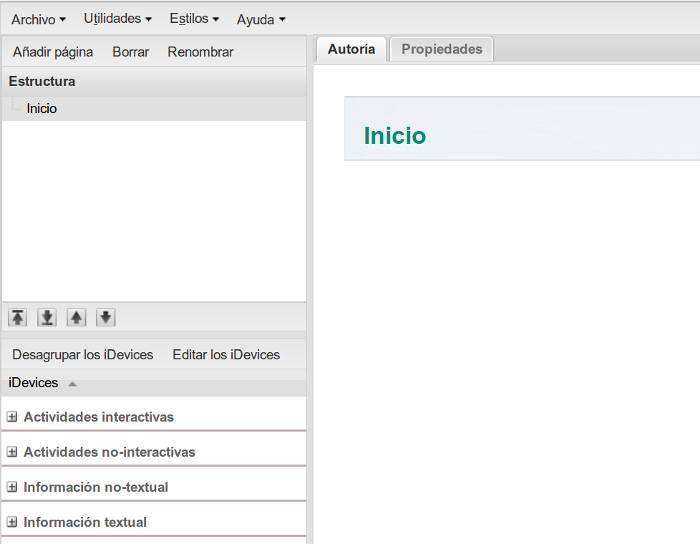 Archivo Utilidades Estilos Ayuda
Añadir página Borrar Renombrar
Estructura
Inicio
Desagrupar los iDevices Editar los iDevices
iDevices
Actividades interactivas
Actividades no-interactivas
Información no-textual
Información textual
Autoría Propiedades
Inicio